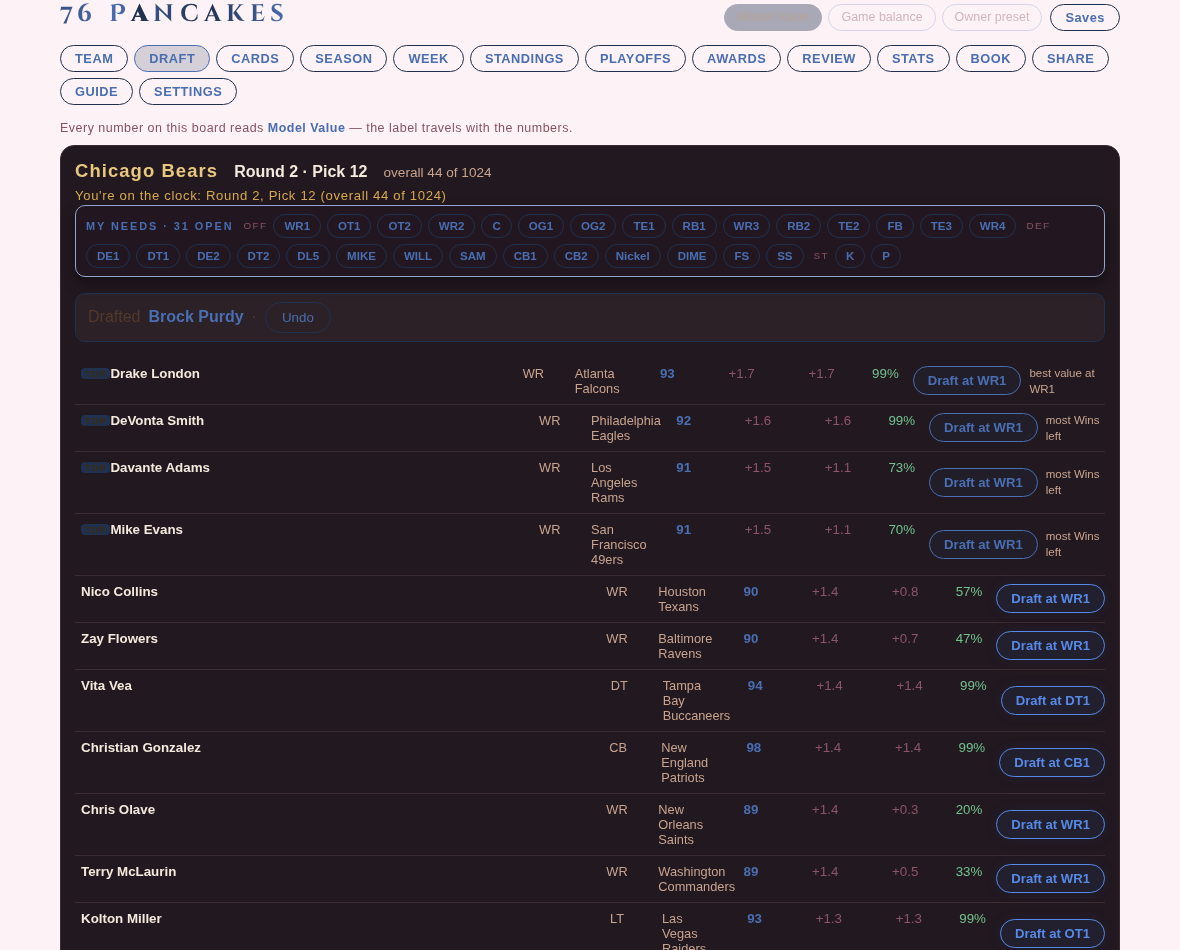 76 PANCAKES
Game balance
Owner preset
Saves
TEAM DRAFT CARDS SEASON WEEK STANDINGS PLAYOFFS AWARDS REVIEW STATS BOOK SHARE
GUIDE SETTINGS
Every number on this board reads Model Value — the label travels with the numbers.
Chicago Bears Round 2 · Pick 12 overall 44 of 1024
You're on the clock: Round 2, Pick 12 (overall 44 of 1024)
MY NEEDS · 31 OPEN OFF WR1 OT1 OT2 WR2 C OG1 OG2 TE1 RB1 WR3 RB2 TE2 FB TE3 WR4 DEF
DE1 DT1 DE2 DT2 DL5 MIKE WILL SAM CB1 CB2 Nickel DIME FS SS ST K P
Drafted Brock Purdy · Undo
Drake London WR Atlanta Falcons 93 +1.7 +1.7 99% Draft at WR1 best value at WR1
DeVonta Smith WR Philadelphia Eagles 92 +1.6 +1.6 99% Draft at WR1 most Wins left
Davante Adams WR Los Angeles Rams 91 +1.5 +1.1 73% Draft at WR1 most Wins left
Mike Evans WR San Francisco 49ers 91 +1.5 +1.1 70% Draft at WR1 most Wins left
Nico Collins WR Houston Texans 90 +1.4 +0.8 57% Draft at WR1
Zay Flowers WR Baltimore Ravens 90 +1.4 +0.7 47% Draft at WR1
Vita Vea DT Tampa Bay Buccaneers 94 +1.4 +1.4 99% Draft at DT1
Christian Gonzalez CB New England Patriots 98 +1.4 +1.4 99% Draft at CB1
Chris Olave WR New Orleans Saints 89 +1.4 +0.3 20% Draft at WR1
Terry McLaurin WR Washington Commanders 89 +1.4 +0.5 33% Draft at WR1
Kolton Miller LT Las Vegas Raiders 93 +1.3 +1.3 99% Draft at OT1